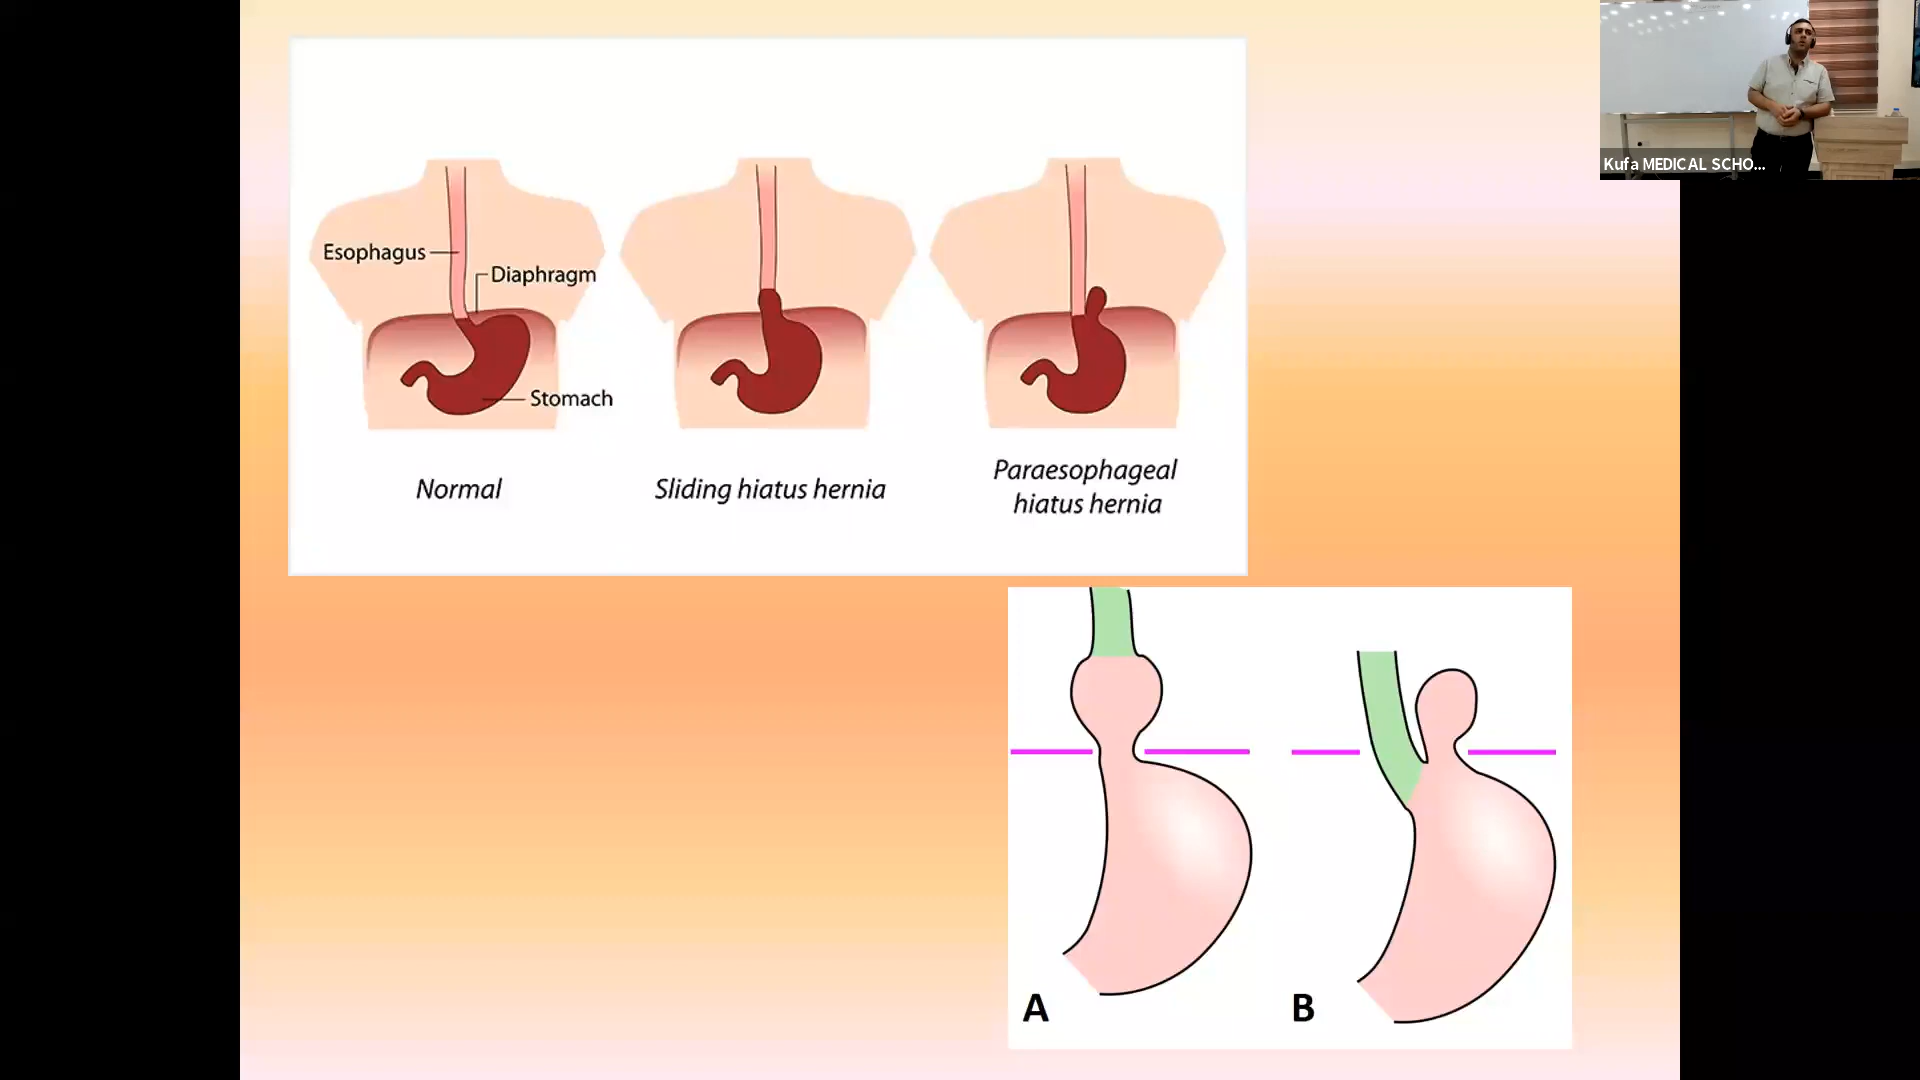 Esophagus
Diaphragm
Stomach
Normal
Sliding hiatus hernia
Paraesophageal
hiatus hernia
A
B
Kufa MEDICAL SCHO...